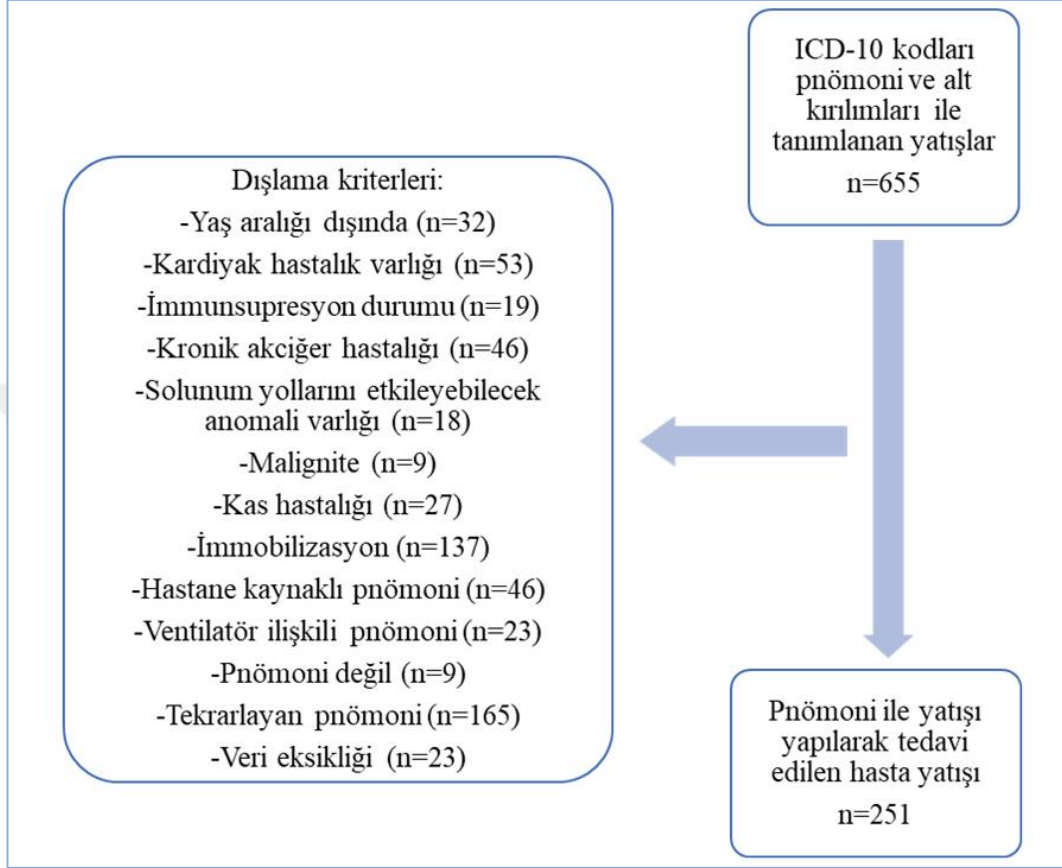 ICD-10 kodları
pnömoni ve alt
kırılımları ile
tanımlanan yatışlar
n=655
Dışlama kriterleri:
-Yaş aralığı dışında (n=32)
-Kardiyak hastalık varlığı (n=53)
-İmmunsupresyon durumu (n=19)
-Kronik akciğer hastalığı (n=46)
-Solunum yollarını etkileyebilecek
anomali varlığı (n=18)
-Malignite (n=9)
-Kas hastalığı (n=27)
-İmmobilizasyon (n=137)
-Hastane kaynaklı pnömoni (n=46)
-Ventilatör ilişkili pnömoni (n=23)
-Pnömoni değil (n=9)
-Tekrarlayan pnömoni (n=165)
-Veri eksikliği (n=23)
Pnömoni ile yatışı
yapılarak tedavi
edilen hasta yatışı
n=251